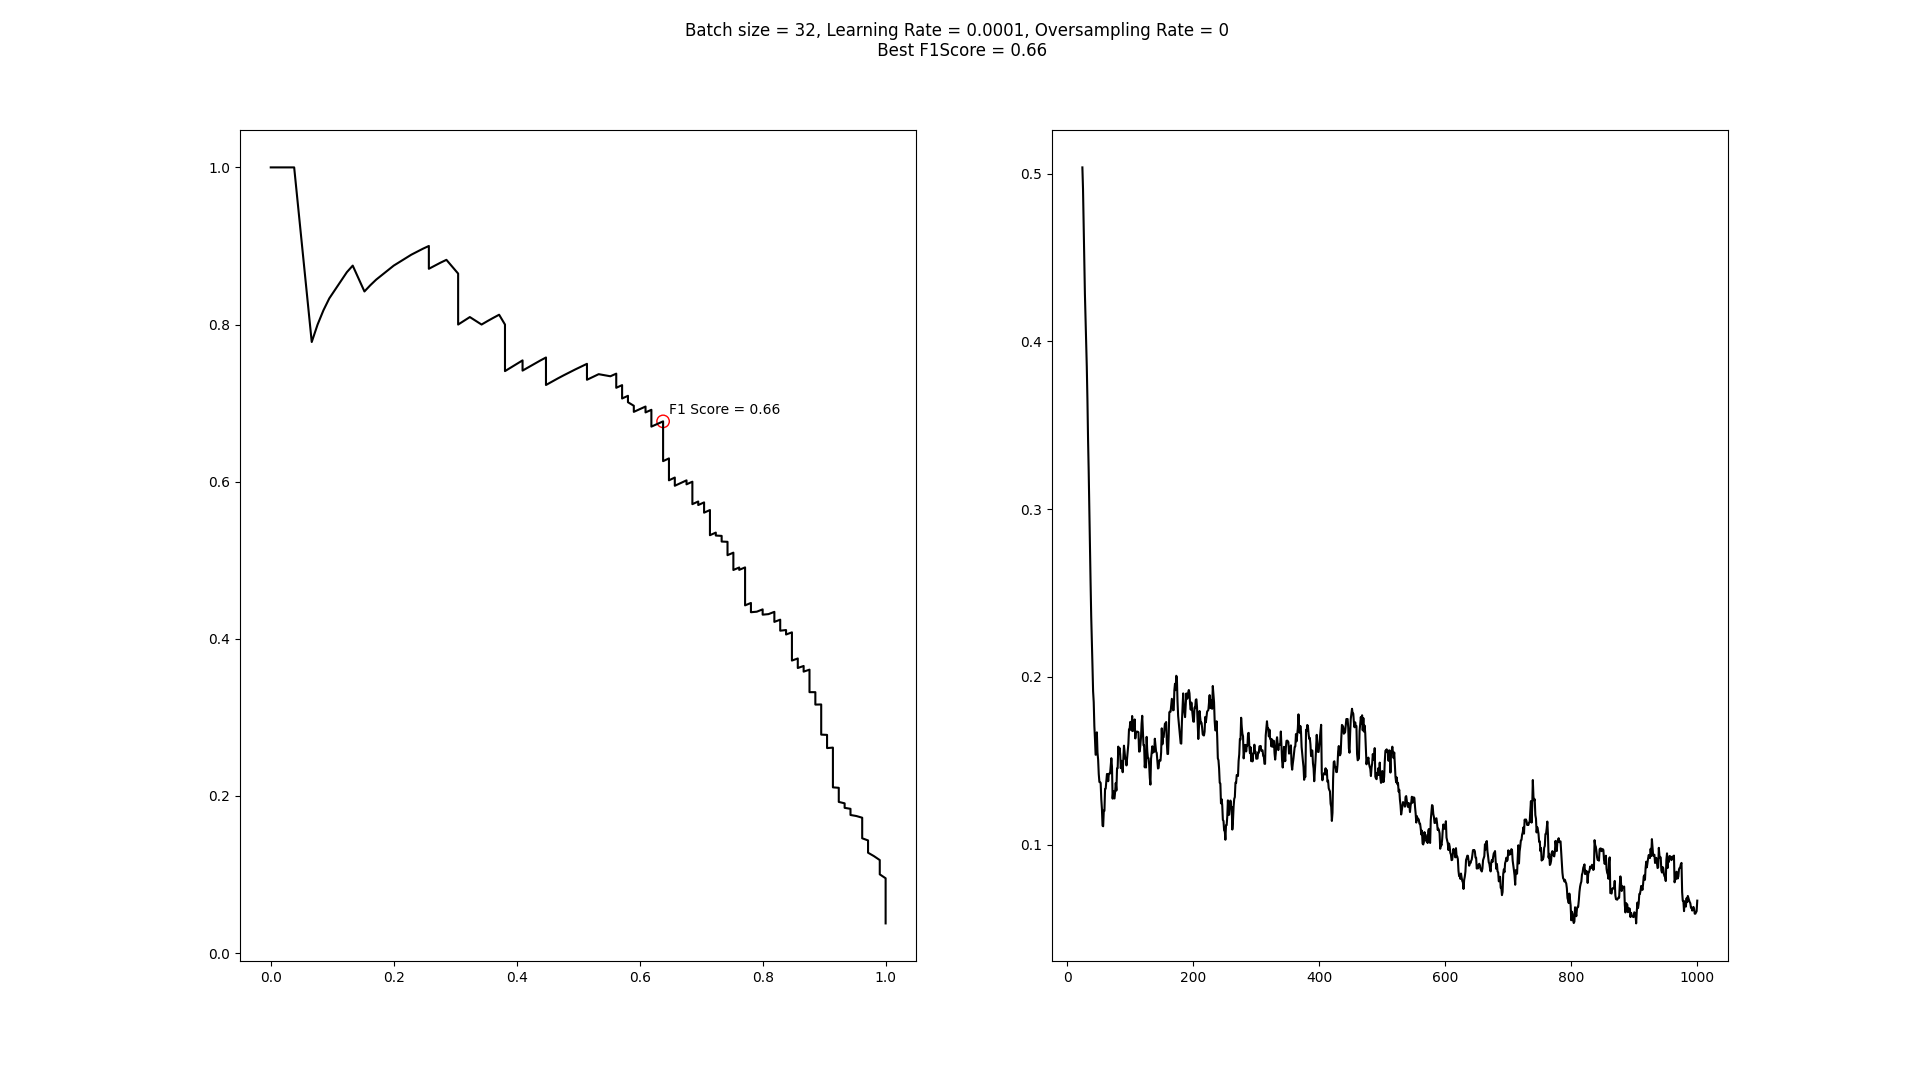 Batch size = 32, Learning Rate = 0.0001, Oversampling Rate = 0
Best F1Score = 0.66
1.0
0.8
0.6
0.4
0.2
0.0
F1 Score = 0.66
0.0 0.2 0.4 0.6 0.8 1.0
0.5
0.4
0.3
0.2
0.1
0 200 400 600 800 1000